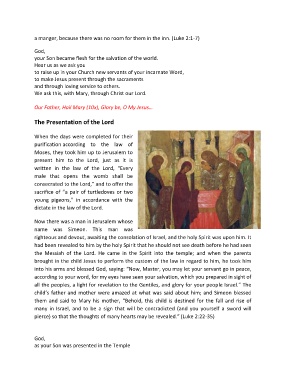 a manger, because there was no room for them in the inn. (Luke 2:1-7)
God,
your Son became flesh for the salvation of the world.
Hear us as we ask you
to raise up in your Church new servants of your Incarnate Word,
to make Jesus present through the sacraments
and through loving service to others.
We ask this, with Mary, through Christ our Lord.
Our Father, Hail Mary (10x), Glory be, O My Jesus…
The Presentation of the Lord
When the days were completed for their
purification according to the law of
Moses, they took him up to Jerusalem to
present him to the Lord, just as it is
written in the law of the Lord, "Every
male that opens the womb shall be
consecrated to the Lord," and to offer the
sacrifice of "a pair of turtledoves or two
young pigeons," in accordance with the
dictate in the law of the Lord.
Now there was a man in Jerusalem whose
name was Simeon. This man was
righteous and devout, awaiting the consolation of Israel, and the holy Spirit was upon him. It
had been revealed to him by the holy Spirit that he should not see death before he had seen
the Messiah of the Lord. He came in the Spirit into the temple; and when the parents
brought in the child Jesus to perform the custom of the law in regard to him, he took him
into his arms and blessed God, saying: "Now, Master, you may let your servant go in peace,
according to your word, for my eyes have seen your salvation, which you prepared in sight of
all the peoples, a light for revelation to the Gentiles, and glory for your people Israel." The
child's father and mother were amazed at what was said about him; and Simeon blessed
them and said to Mary his mother, "Behold, this child is destined for the fall and rise of
many in Israel, and to be a sign that will be contradicted (and you yourself a sword will
pierce) so that the thoughts of many hearts may be revealed." (Luke 2:22-35)
God,
as your Son was presented in the Temple